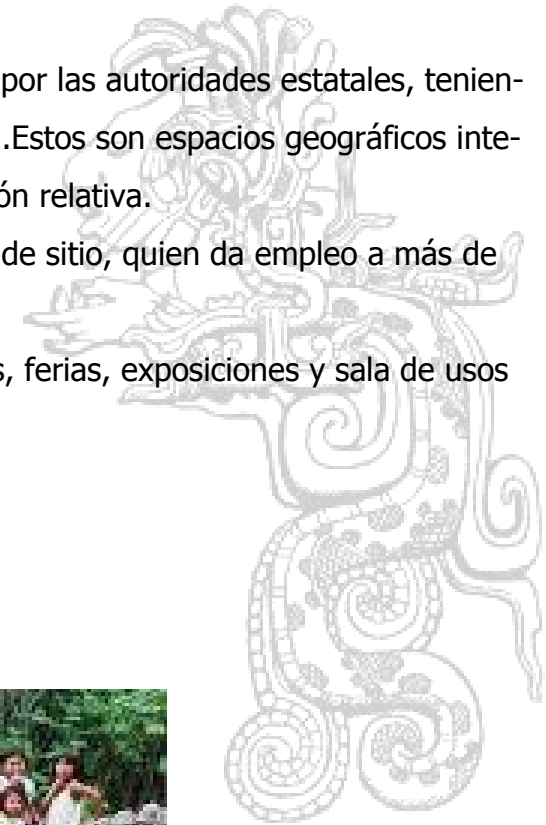 por las autoridades estatales, tenien-
.Estos son espacios geográficos inte-
ón relativa.
de sitio, quien da empleo a más de
s, ferias, exposiciones y sala de usos